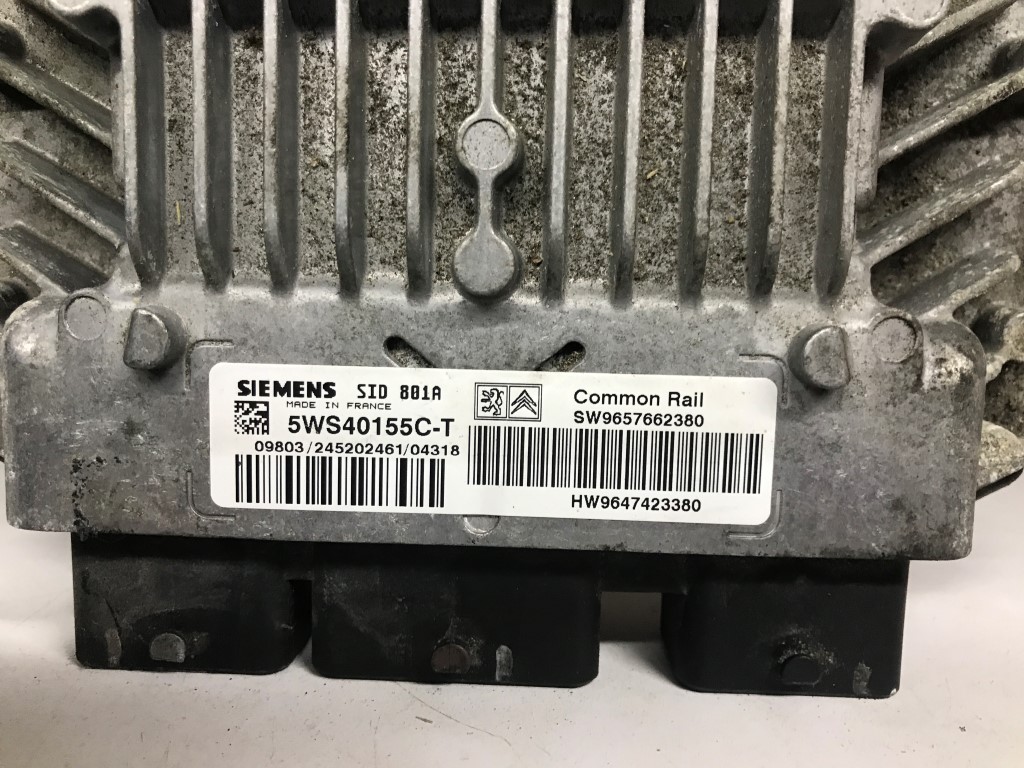 SIEMENS SID 801A
MADE IN FRANCE
5WS40155C-T
09803/245202461/04318
Common Rail
SW9657662380
HW9647423380